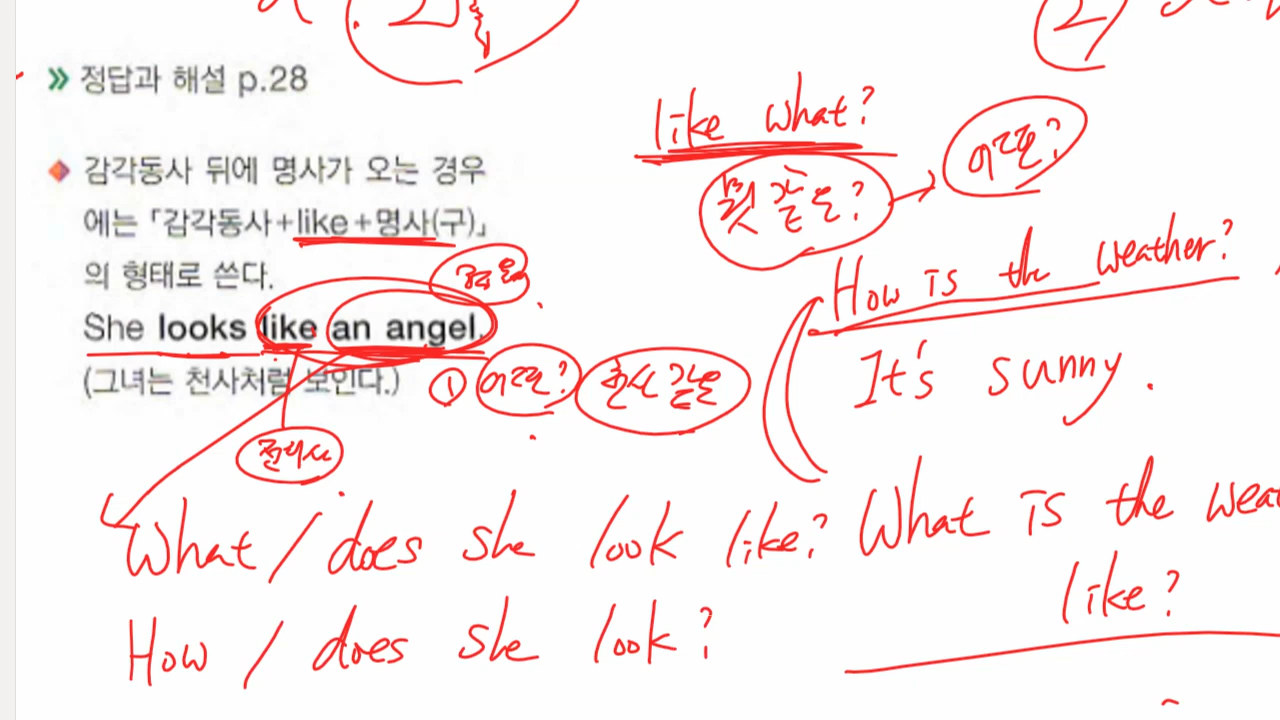 2)
» 정답과 해설 p.28
like what?
뭣 같은?
어떤?
◆ 감각동사 뒤에 명사가 오는 경우
에는 「감각동사+like+명사(구)」
의 형태로 쓴다.
How is the weather?
She looks like an angel.
(그녀는 천사처럼 보인다.)
① 어떤? 천사 같은
It's sunny.
전치사
What / does she look like?
What is the
like?
How / does she look?